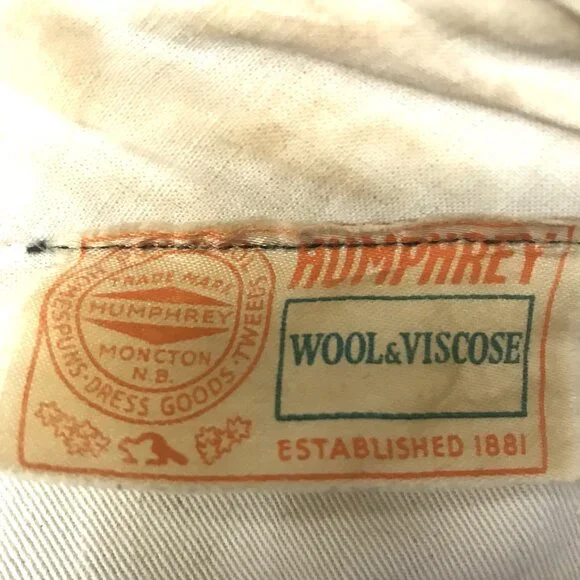 TRADE MARK
HUMPHREY
MONCTON
N.B.
HOMESPUNS · DRESS GOODS · TWEEDS
HUMPHREY
WOOL & VISCOSE
ESTABLISHED 1881